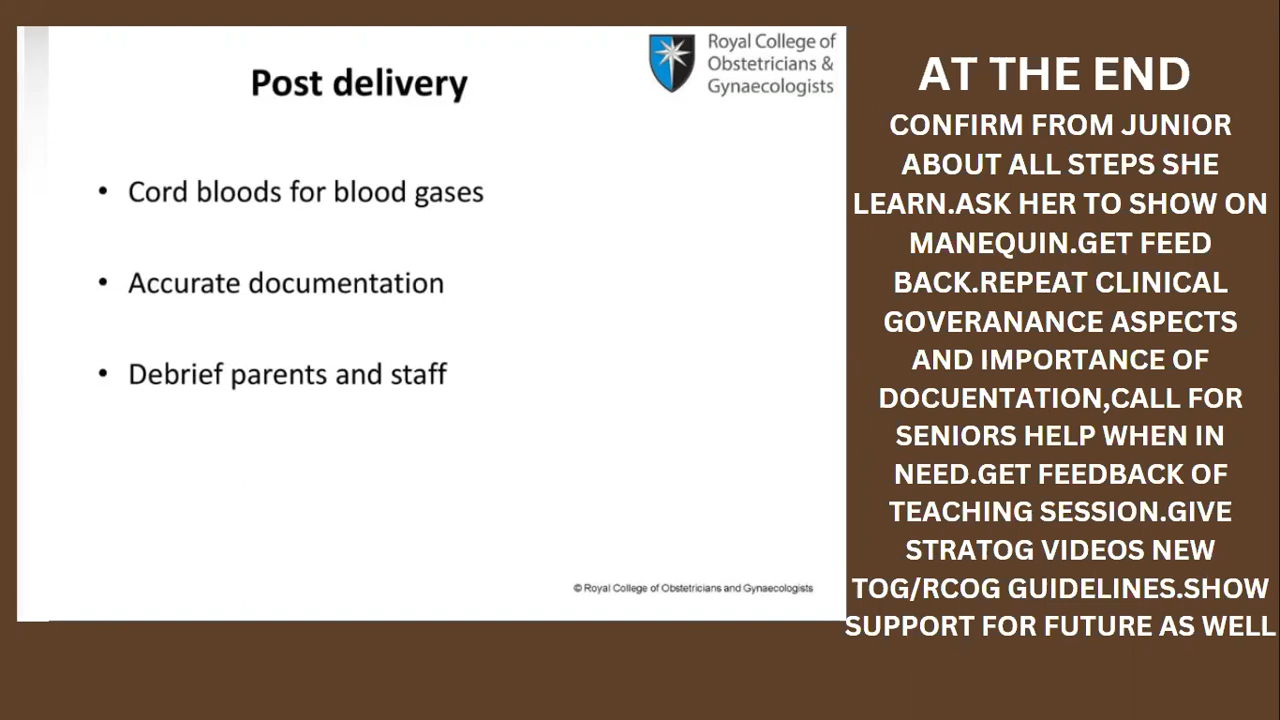 Post delivery
Royal College of
Obstetricians &
Gynaecologists
• Cord bloods for blood gases
• Accurate documentation
• Debrief parents and staff
© Royal College of Obstetricians and Gynaecologists
AT THE END
CONFIRM FROM JUNIOR
ABOUT ALL STEPS SHE
LEARN.ASK HER TO SHOW ON
MANEQUIN.GET FEED
BACK.REPEAT CLINICAL
GOVERANANCE ASPECTS
AND IMPORTANCE OF
DOCUENTATION,CALL FOR
SENIORS HELP WHEN IN
NEED.GET FEEDBACK OF
TEACHING SESSION.GIVE
STRATOG VIDEOS NEW
TOG/RCOG GUIDELINES.SHOW
SUPPORT FOR FUTURE AS WELL